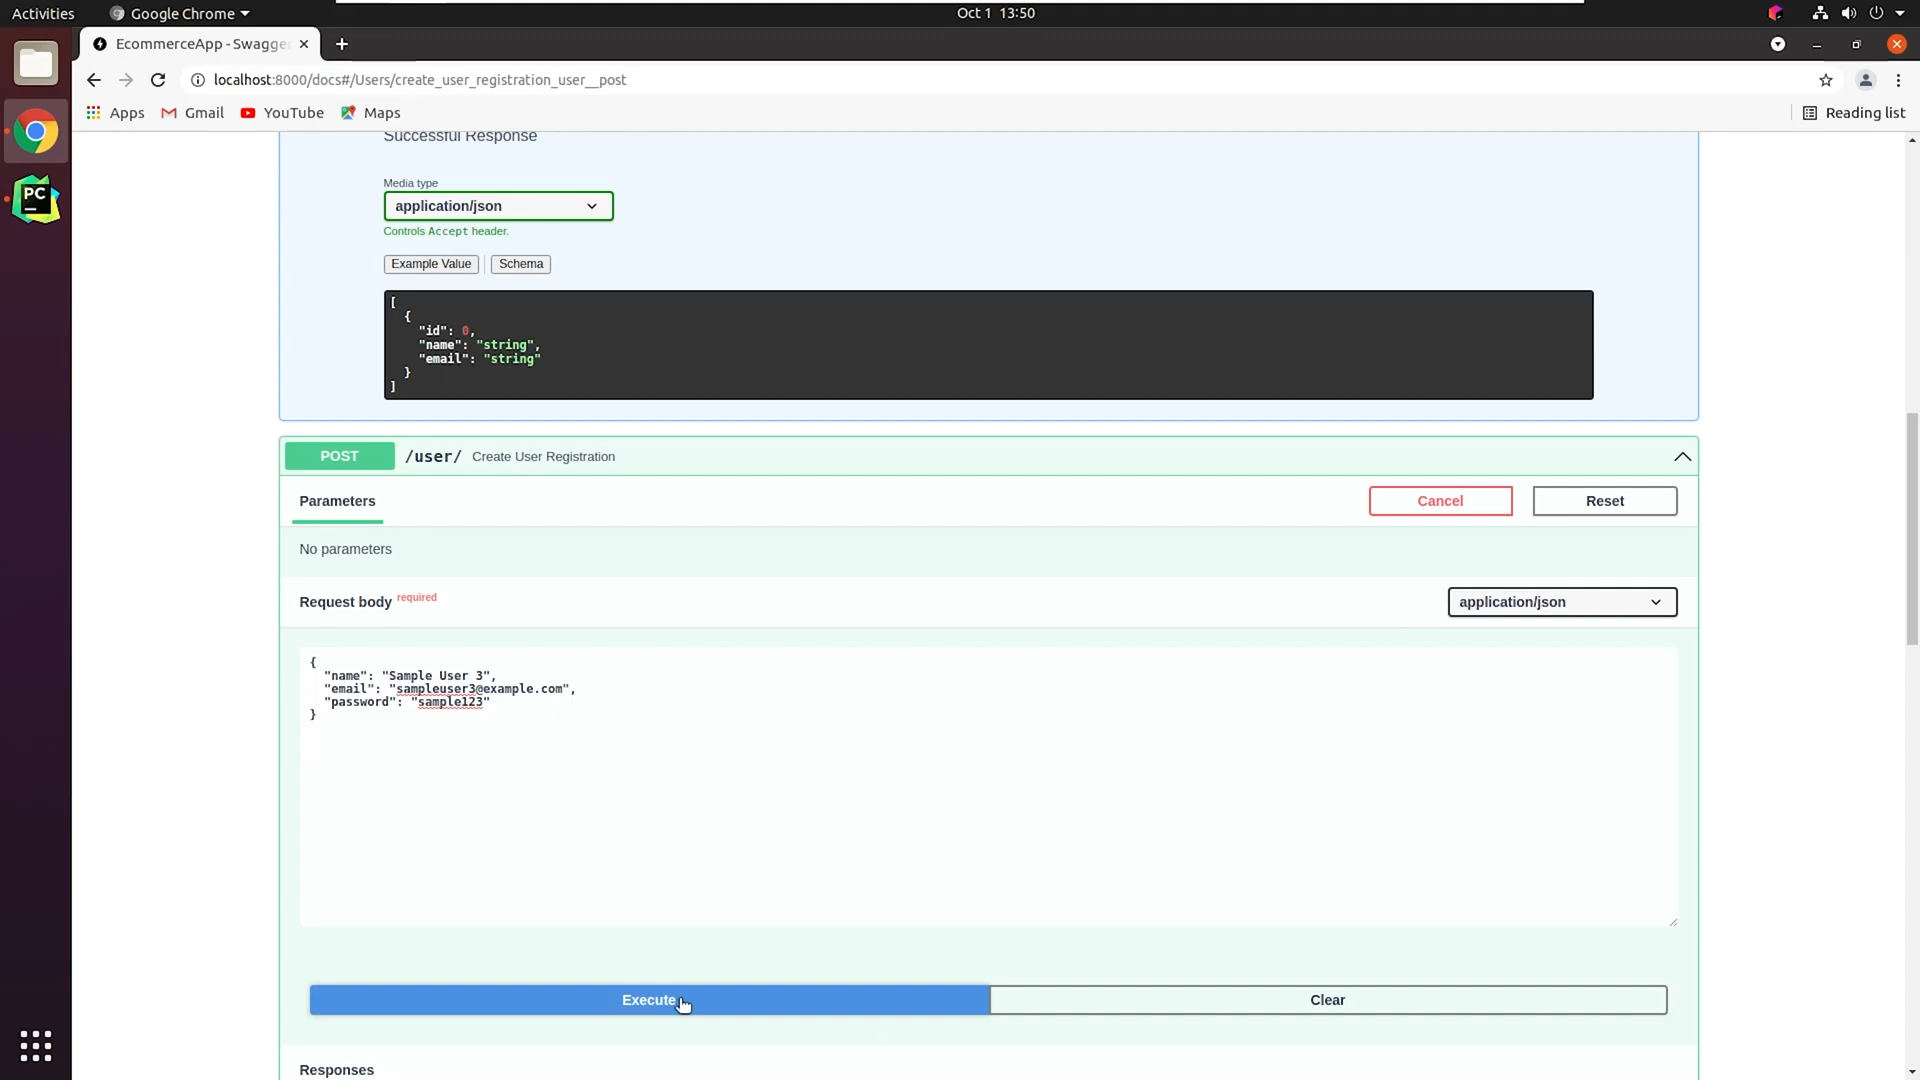 Activities
Google Chrome
Oct 1 13:50
EcommerceApp - Swagge
localhost:8000/docs#/Users/create_user_registration_user__post
Apps
Gmail
YouTube
Maps
Reading list
PC
Successful Response
Media type
application/json
Controls Accept header.
Example Value
Schema
[
{
"id": 0,
"name": "string",
"email": "string"
}
]
POST /user/ Create User Registration
Parameters
Cancel
Reset
No parameters
Request body required
application/json
{
"name": "Sample User 3",
"email": "sampleuser3@example.com",
"password": "sample123"
}
Execute
Clear
Responses